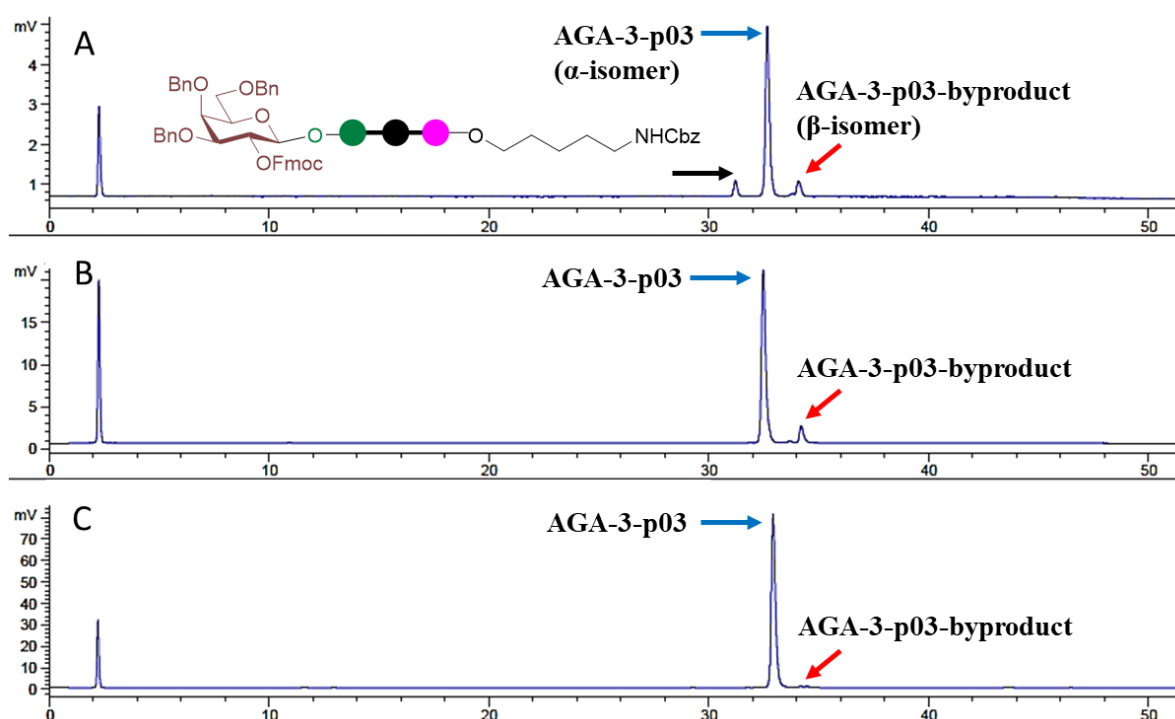 mV
A
AGA-3-p03
(α-isomer)
AGA-3-p03-byproduct
(β-isomer)
BnO
OBn
BnO
O
O
OFmoc
O
NHCbz
4
3
2
1
0
10
20
30
40
50
mV
B
AGA-3-p03
AGA-3-p03-byproduct
15
10
5
0
0
10
20
30
40
50
mV
C
AGA-3-p03
AGA-3-p03-byproduct
70
60
50
40
30
20
10
0
0
10
20
30
40
50